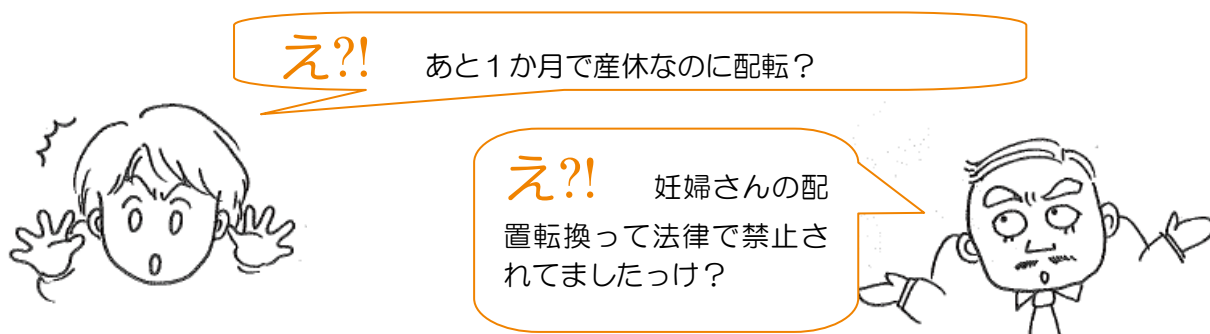 え?! あと１か月で産休なのに配転？
え?! 妊婦さんの配
置転換って法律で禁止さ
れてましたっけ？